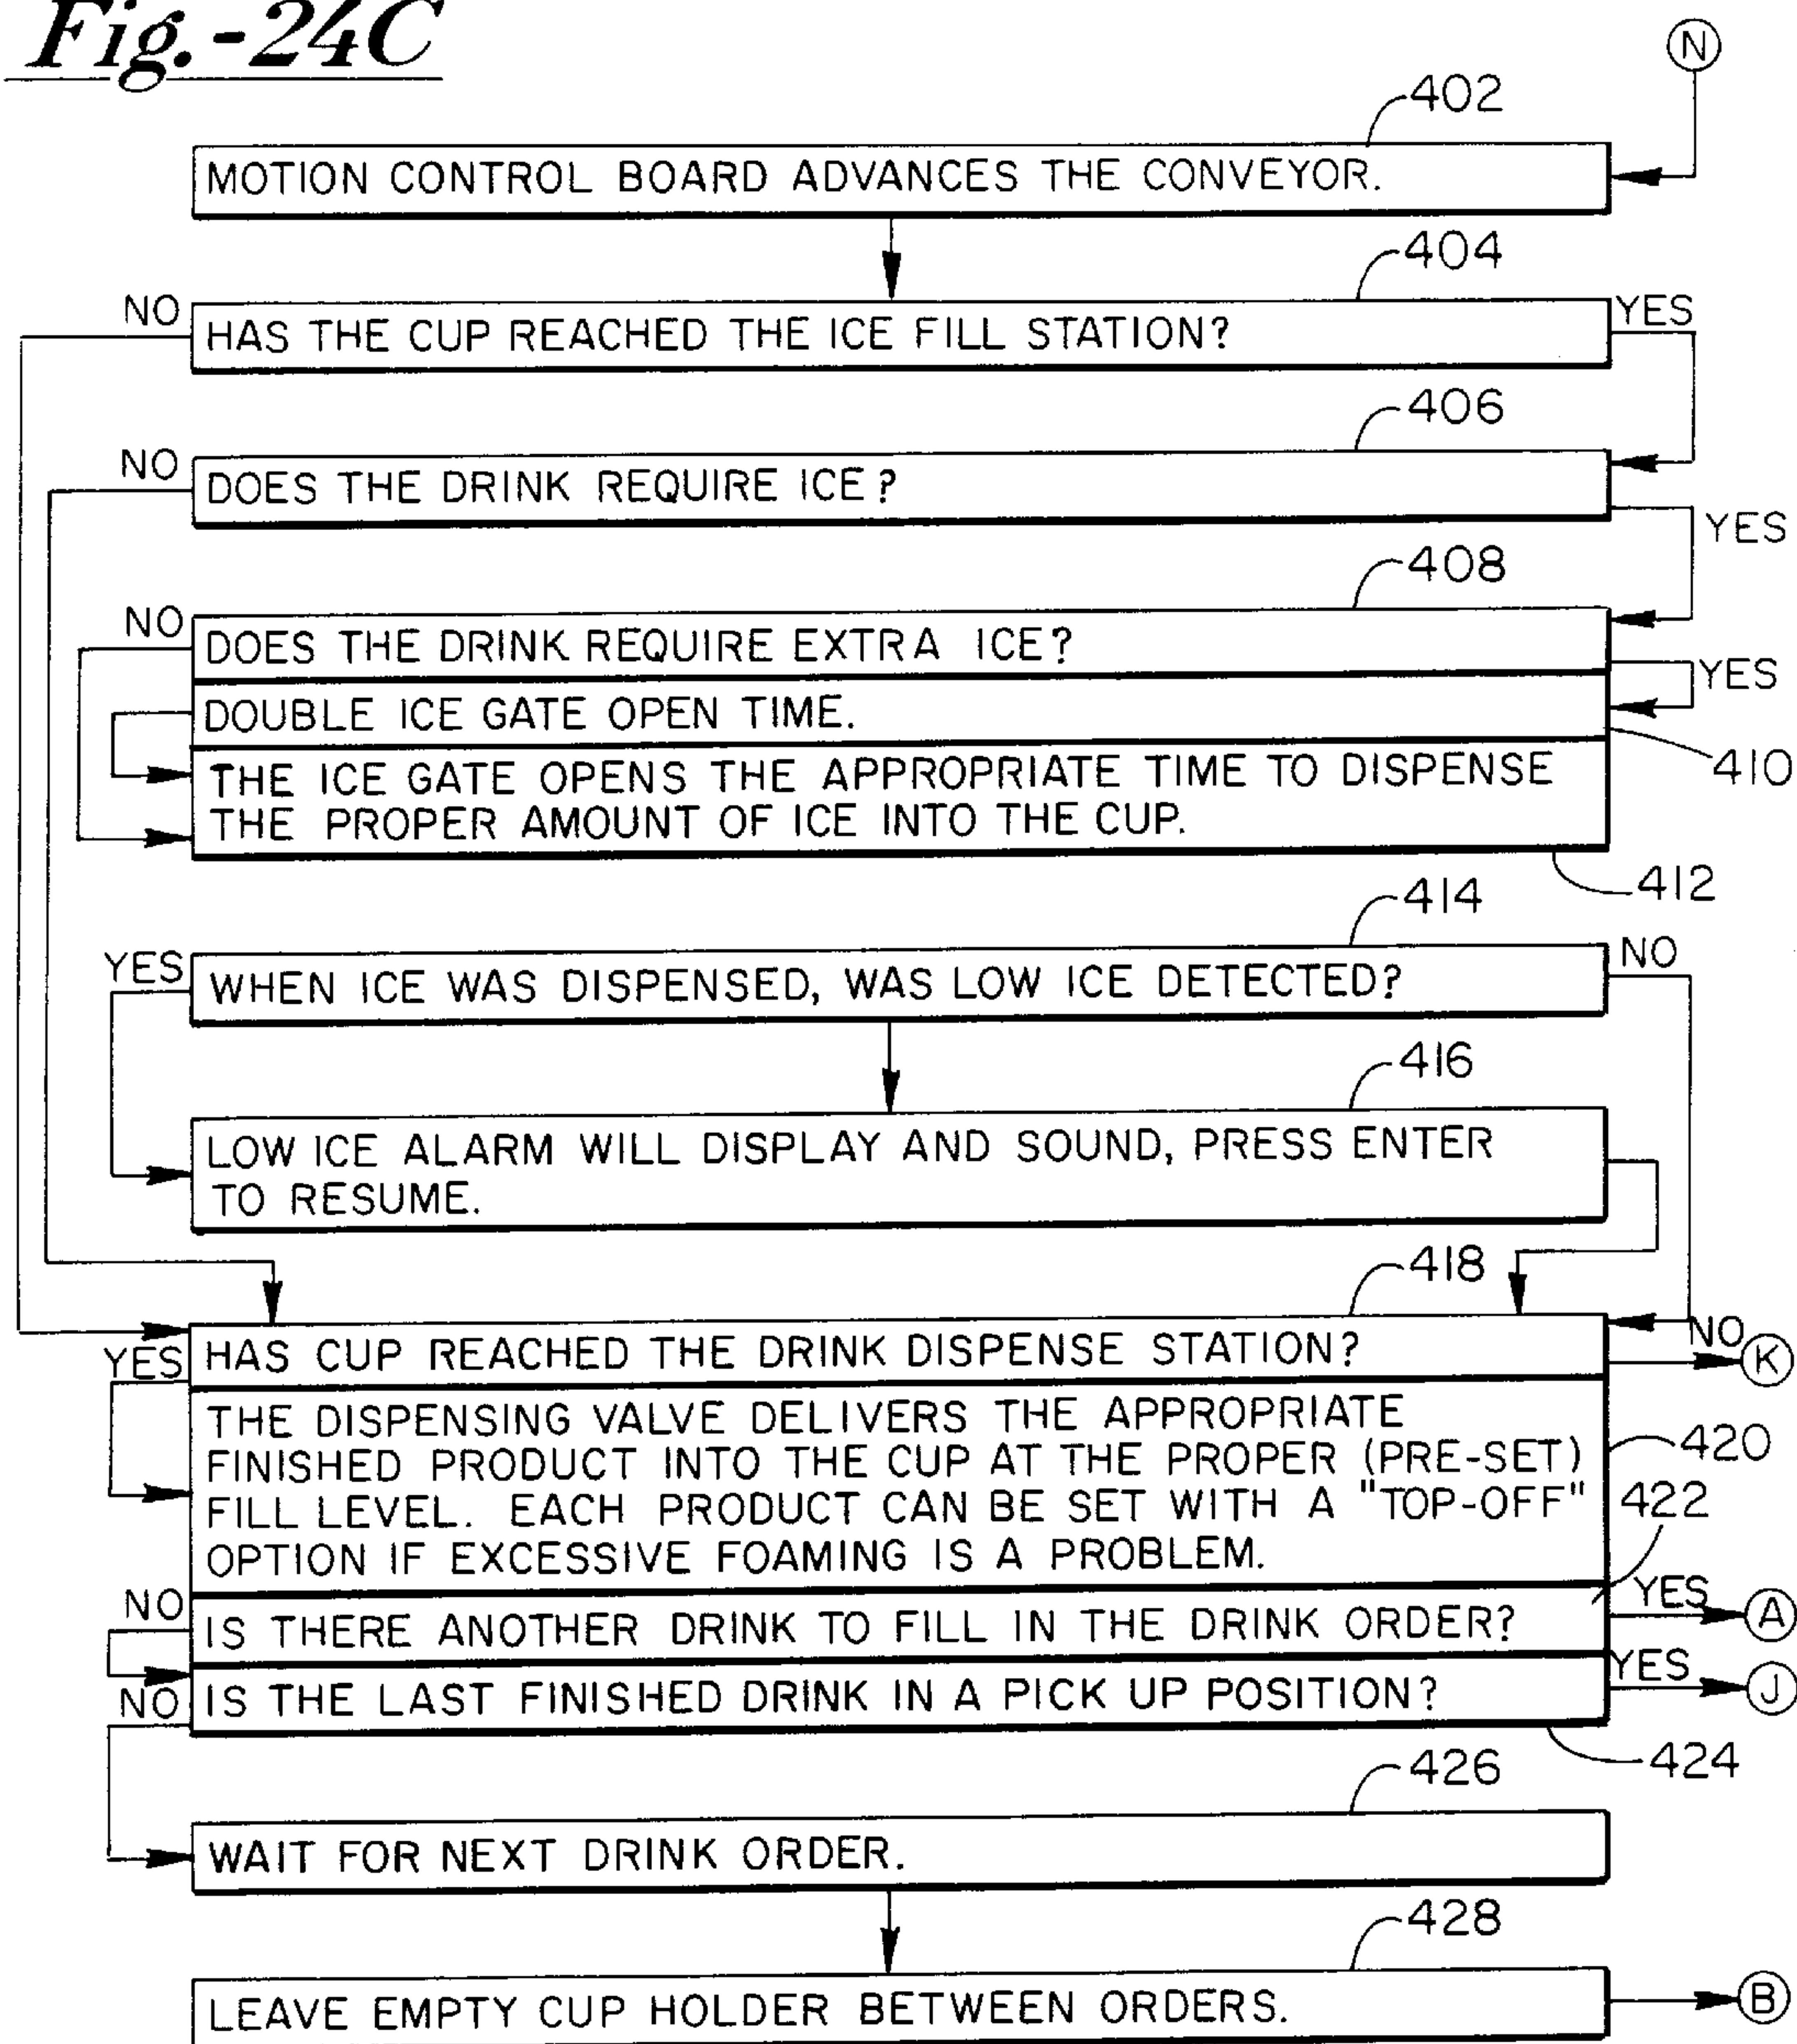 Fig.-24C
N
402
MOTION CONTROL BOARD ADVANCES THE CONVEYOR.
404
NO
YES
HAS THE CUP REACHED THE ICE FILL STATION?
406
NO
DOES THE DRINK REQUIRE ICE?
YES
408
NO
DOES THE DRINK REQUIRE EXTRA ICE?
YES
DOUBLE ICE GATE OPEN TIME.
410
THE ICE GATE OPENS THE APPROPRIATE TIME TO DISPENSE
THE PROPER AMOUNT OF ICE INTO THE CUP.
412
414
YES
NO
WHEN ICE WAS DISPENSED, WAS LOW ICE DETECTED?
416
LOW ICE ALARM WILL DISPLAY AND SOUND, PRESS ENTER
TO RESUME.
418
HAS CUP REACHED THE DRINK DISPENSE STATION?
NO
K
YES
THE DISPENSING VALVE DELIVERS THE APPROPRIATE
FINISHED PRODUCT INTO THE CUP AT THE PROPER (PRE-SET)
FILL LEVEL. EACH PRODUCT CAN BE SET WITH A "TOP-OFF"
OPTION IF EXCESSIVE FOAMING IS A PROBLEM.
420
422
NO
YES
A
IS THERE ANOTHER DRINK TO FILL IN THE DRINK ORDER?
YES
J
NO
IS THE LAST FINISHED DRINK IN A PICK UP POSITION?
424
426
WAIT FOR NEXT DRINK ORDER.
428
LEAVE EMPTY CUP HOLDER BETWEEN ORDERS.
B